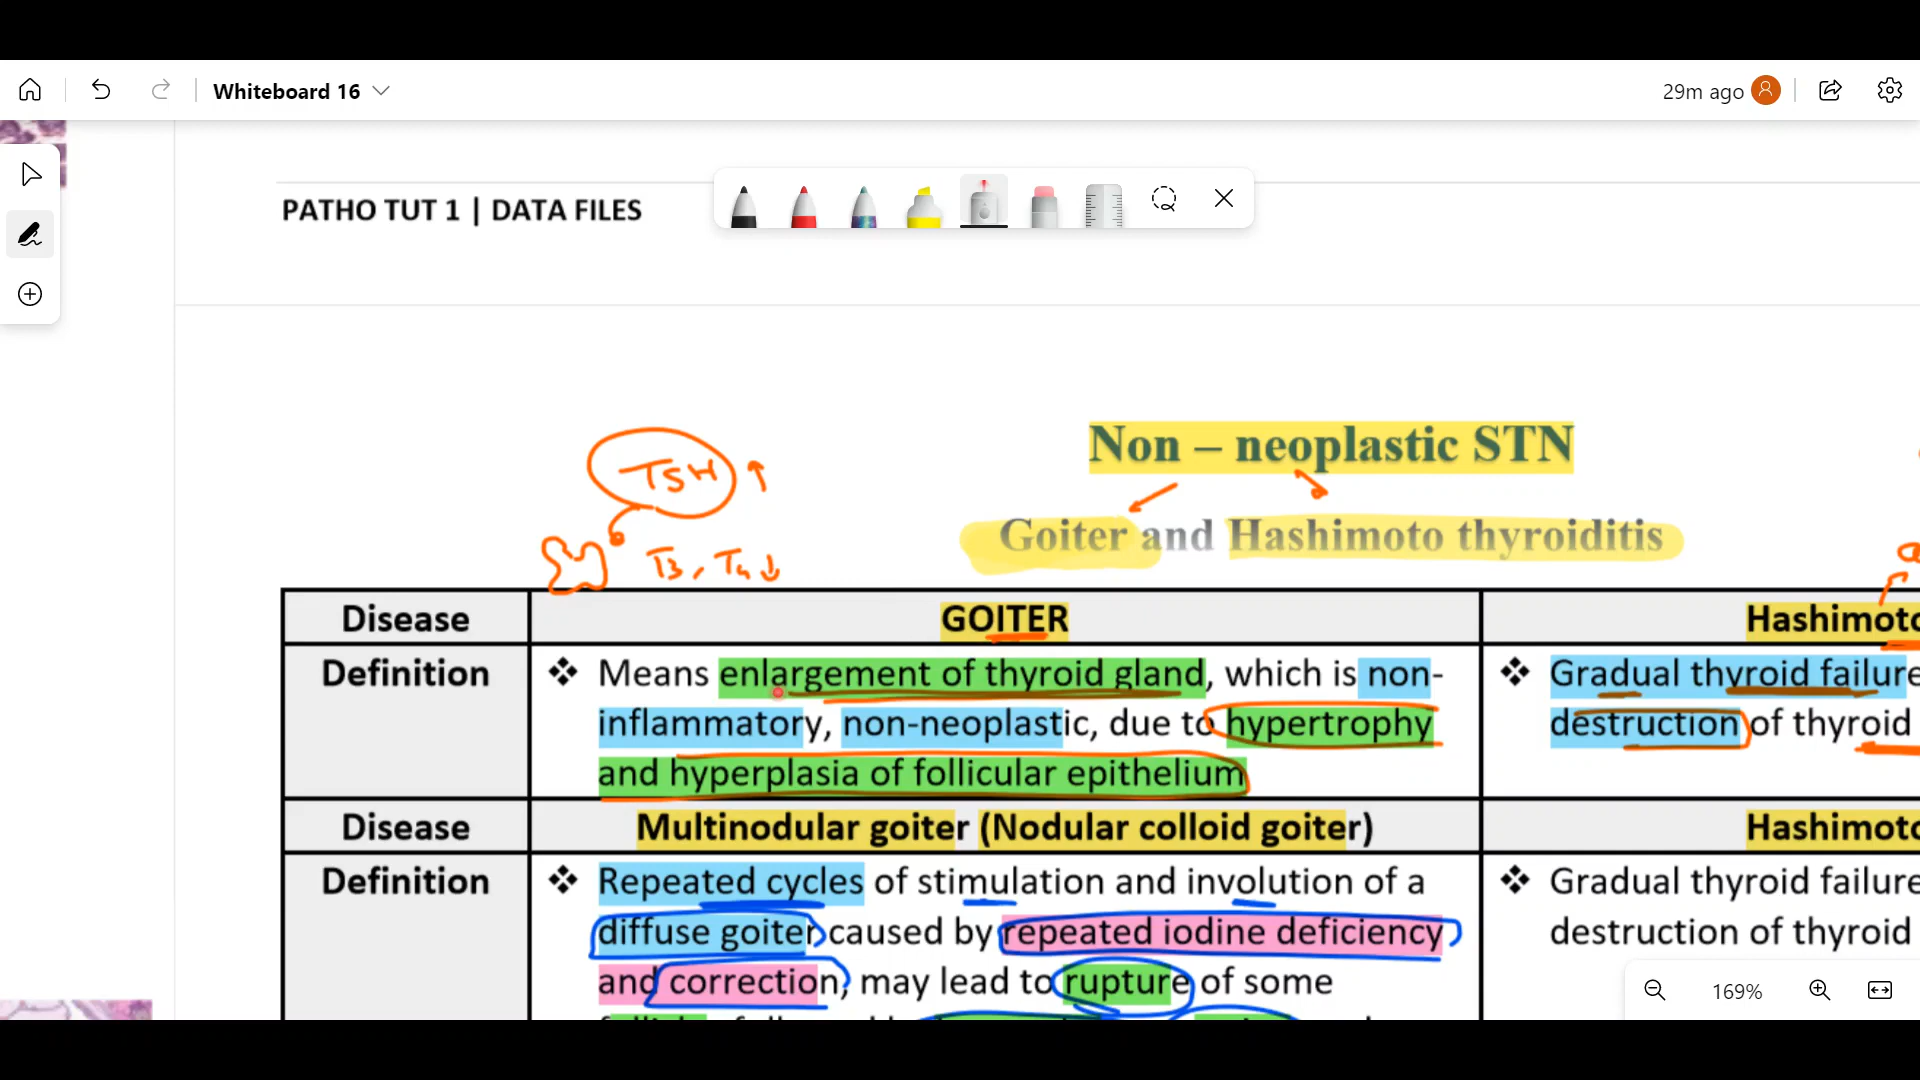 Whiteboard 16
29m ago
PATHO TUT 1 | DATA FILES
Non – neoplastic STN
TSH ↑
T3, T4 ↓
Goiter and Hashimoto thyroiditis
Disease
GOITER
Hashimoto
Definition
❖ Means enlargement of thyroid gland, which is non-
inflammatory, non-neoplastic, due to hypertrophy
and hyperplasia of follicular epithelium
❖ Gradual thyroid failure
destruction of thyroid
Disease
Multinodular goiter (Nodular colloid goiter)
Hashimoto
Definition
❖ Repeated cycles of stimulation and involution of a
diffuse goiter caused by repeated iodine deficiency
and correction, may lead to rupture of some
❖ Gradual thyroid failure
destruction of thyroid
169%